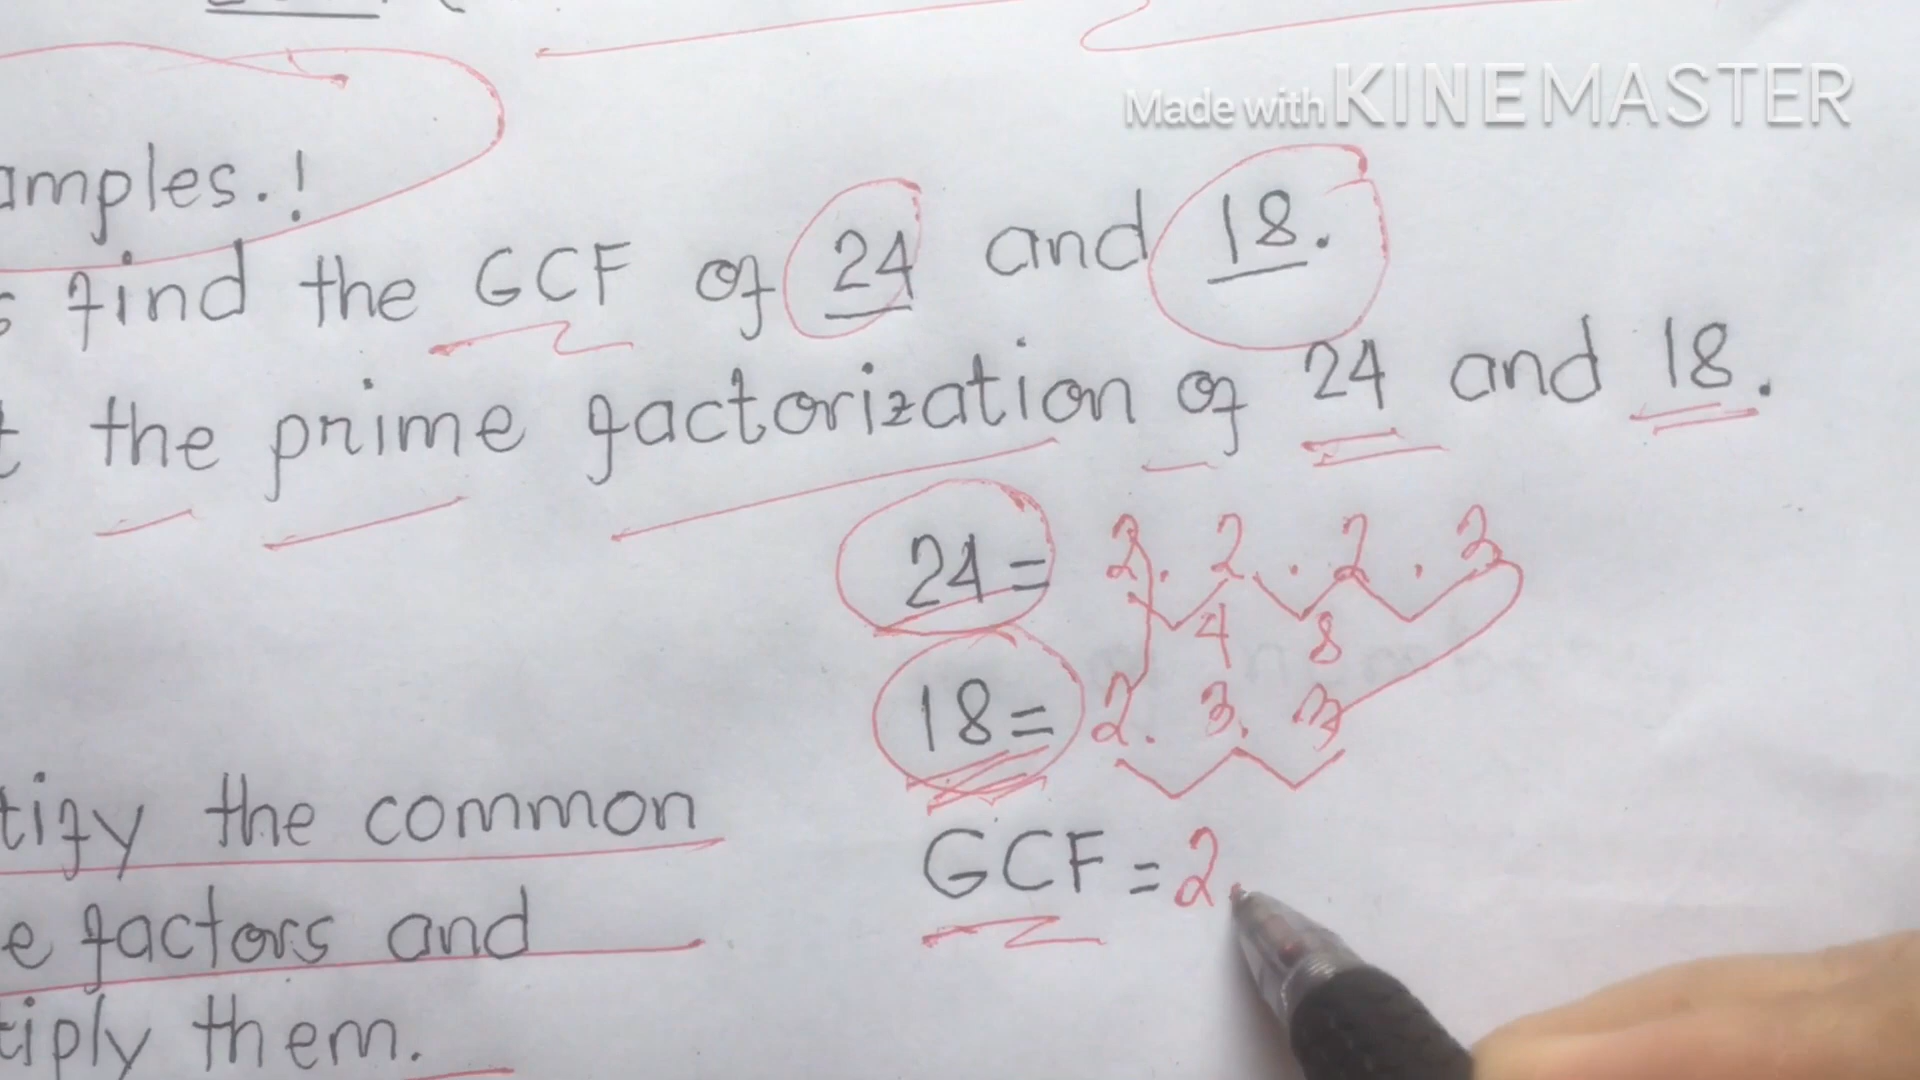 Made with KINEMASTER
amples.!
find the GCF of 24 and 18.
the prime factorization of 24 and 18.
24= 2. 2. . 2 . 3
4 8
18= 2. 3. 3
tify the common
e factors and
tiply them.
GCF = 2.